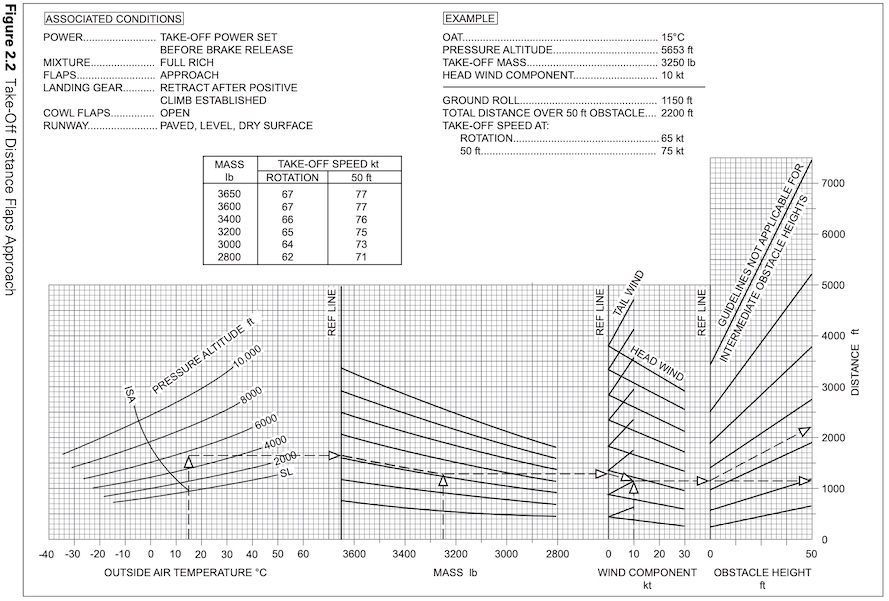 Figure 2.2 Take-Off Distance Flaps Approach
ASSOCIATED CONDITIONS
POWER..................... TAKE-OFF POWER SET
BEFORE BRAKE RELEASE
MIXTURE................... FULL RICH
FLAPS........................ APPROACH
LANDING GEAR......... RETRACT AFTER POSITIVE
CLIMB ESTABLISHED
COWL FLAPS............. OPEN
RUNWAY................... PAVED, LEVEL, DRY SURFACE
EXAMPLE
OAT.......................................................... 15°C
PRESSURE ALTITUDE............................. 5653 ft
TAKE-OFF MASS...................................... 3250 lb
HEAD WIND COMPONENT....................... 10 kt
GROUND ROLL........................................ 1150 ft
TOTAL DISTANCE OVER 50 ft OBSTACLE.... 2200 ft
TAKE-OFF SPEED AT:
ROTATION........................................... 65 kt
50 ft..................................................... 75 kt
MASS TAKE-OFF SPEED kt
lb ROTATION 50 ft
3650 67 77
3600 67 77
3400 66 76
3200 65 75
3000 64 73
2800 62 71
PRESSURE ALTITUDE ft
ISA
10,000
8000
6000
4000
2000
SL
REF LINE
REF LINE
TAIL WIND
HEAD WIND
REF LINE
GUIDELINES NOT APPLICABLE FOR
INTERMEDIATE OBSTACLE HEIGHTS
7000
6000
5000
4000
3000
2000
1000
0
DISTANCE ft
-40 -30 -20 -10 0 10 20 30 40 50 60 3600 3400 3200 3000 2800 0 10 20 30 0 50
OUTSIDE AIR TEMPERATURE °C MASS lb WIND COMPONENT OBSTACLE HEIGHT
kt ft